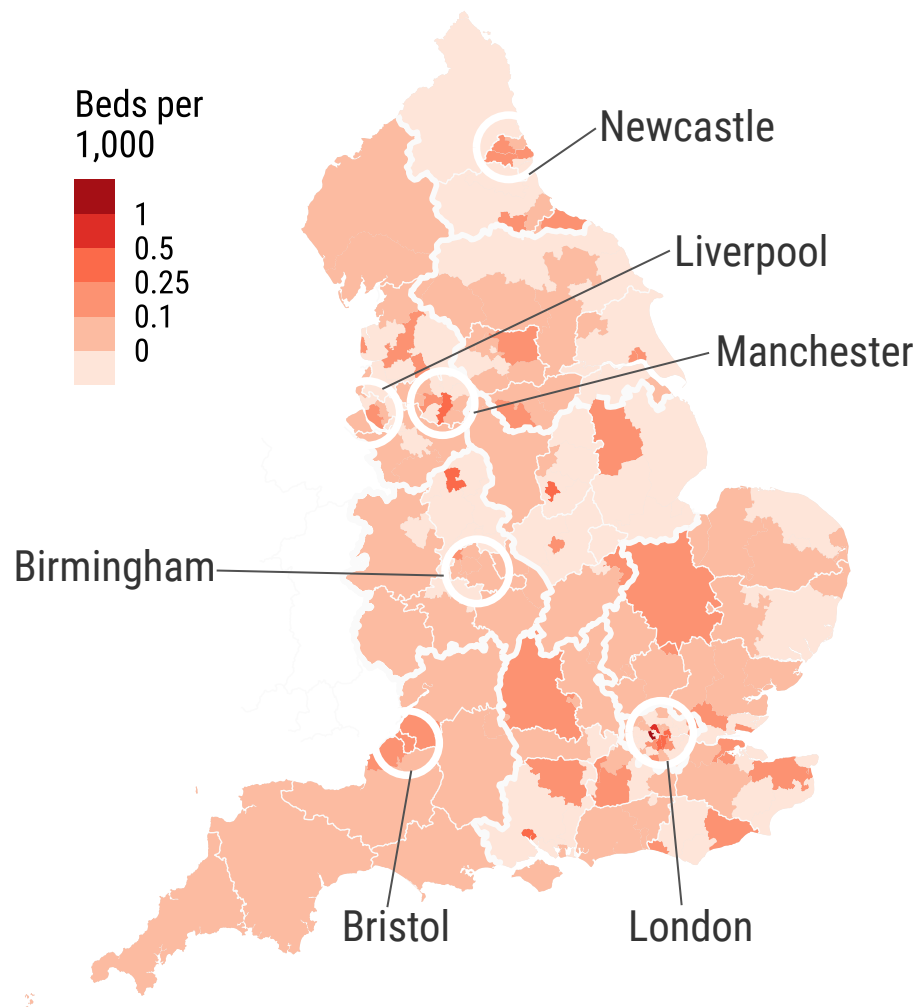 Beds per
1,000
1
0.5
0.25
0.1
0
Newcastle
Liverpool
Manchester
Birmingham
Bristol
London